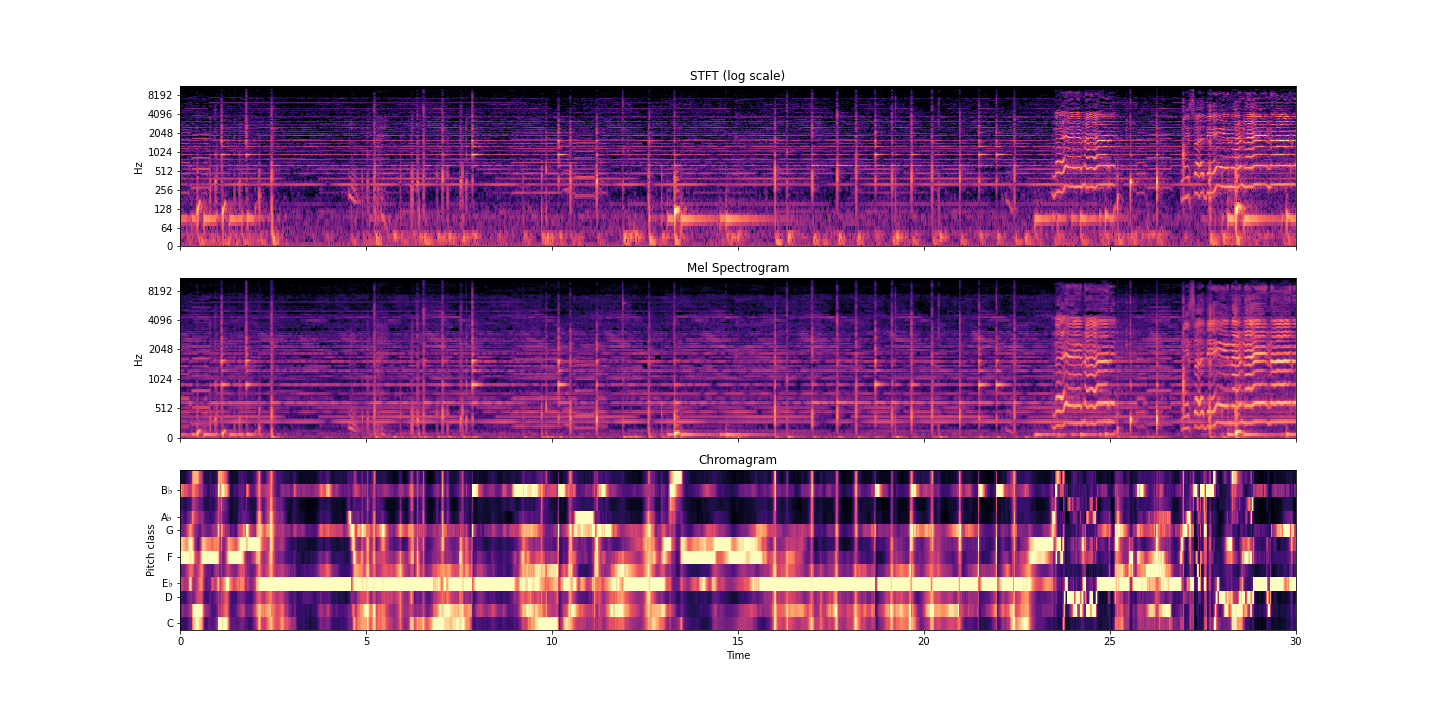 STFT (log scale)
8192
4096
2048
1024
512
256
128
64
0
Hz
Mel Spectrogram
8192
4096
2048
1024
512
0
Hz
Chromagram
B♭
A♭
G
F
E♭
D
C
Pitch class
0 5 10 15 20 25 30
Time